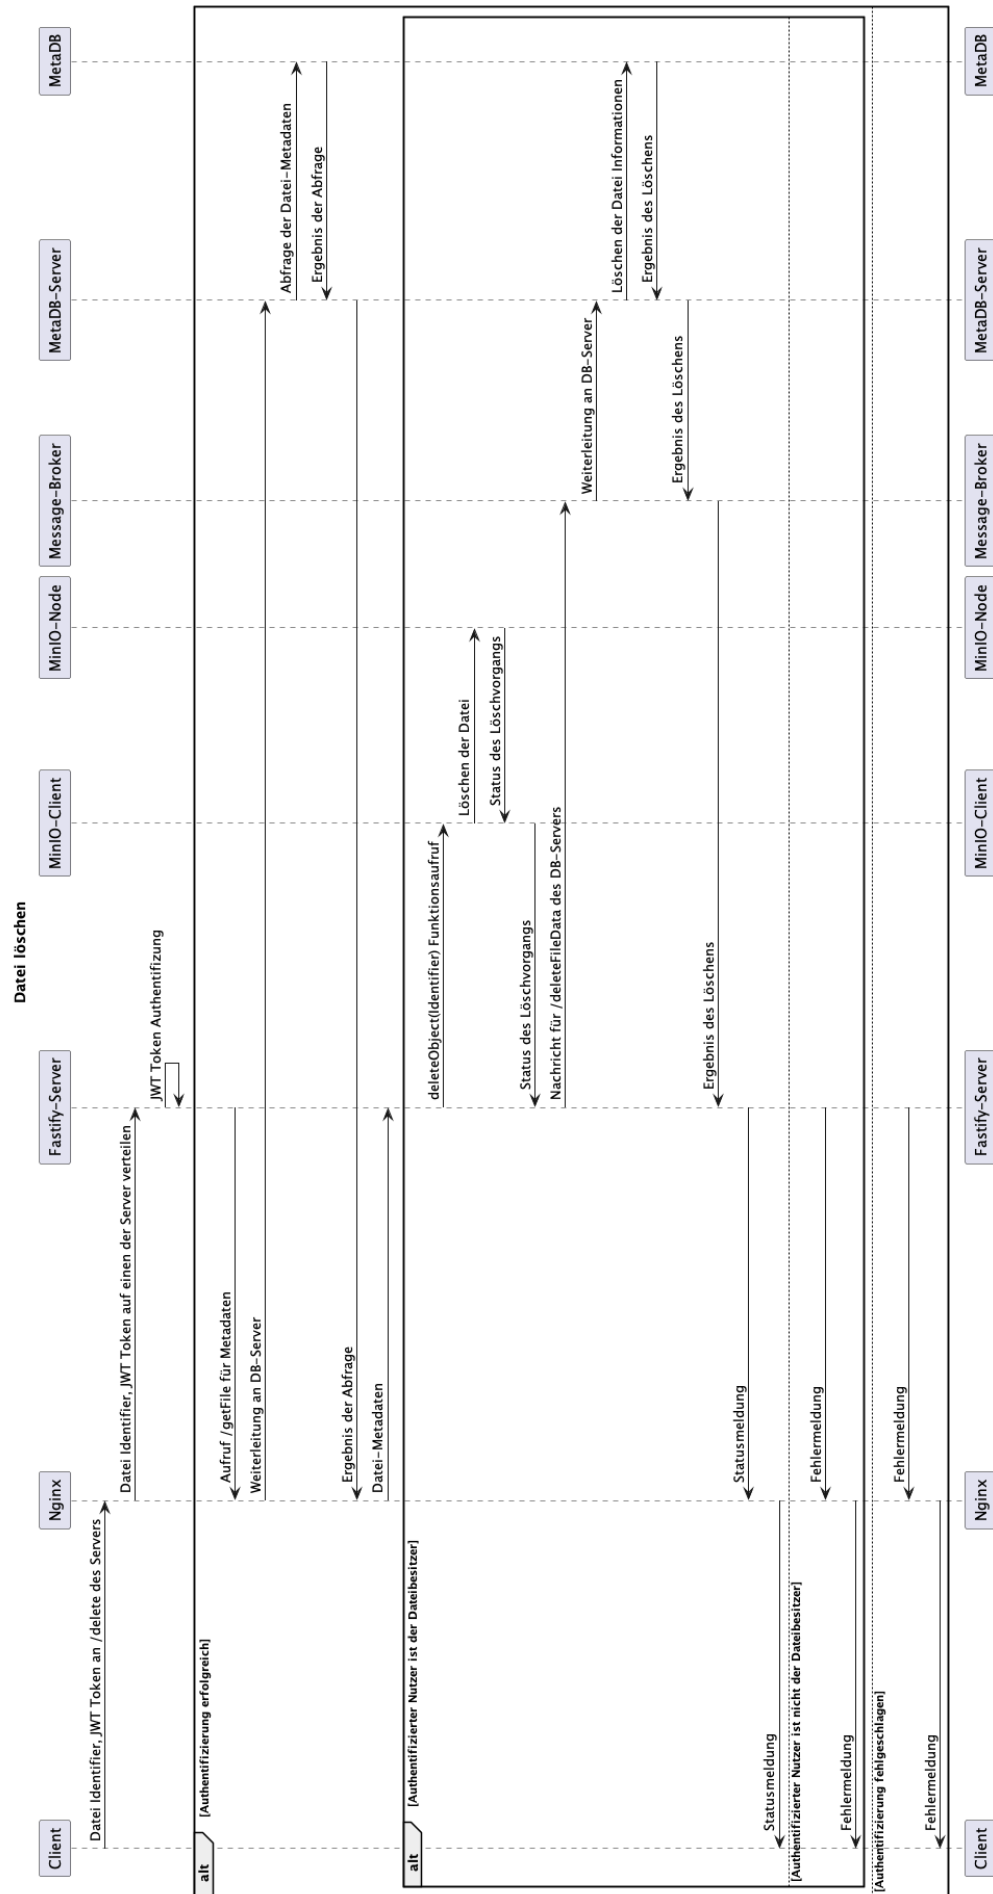 Datei löschen
Client
Nginx
Fastify-Server
MinIO-Client
MinIO-Node
Message-Broker
MetaDB-Server
MetaDB
Datei Identifier, JWT Token an /delete des Servers
Datei Identifier, JWT Token auf einen der Server verteilen
JWT Token Authentifizung
alt
[Authentifizierung erfolgreich]
Aufruf /getFile für Metadaten
Weiterleitung an DB-Server
Abfrage der Datei-Metadaten
Ergebnis der Abfrage
Ergebnis der Abfrage
Datei-Metadaten
alt
[Authentifizierter Nutzer ist der Dateibesitzer]
deleteObject(Identifier) Funktionsaufruf
Löschen der Datei
Status des Löschvorgangs
Status des Löschvorgangs
Nachricht für /deleteFileData des DB-Servers
Weiterleitung an DB-Server
Löschen der Datei Informationen
Ergebnis des Löschens
Ergebnis des Löschens
Ergebnis des Löschens
Statusmeldung
Statusmeldung
[Authentifizierter Nutzer ist nicht der Dateibesitzer]
Fehlermeldung
Fehlermeldung
[Authentifizierung fehlgeschlagen]
Fehlermeldung
Fehlermeldung
Client
Nginx
Fastify-Server
MinIO-Client
MinIO-Node
Message-Broker
MetaDB-Server
MetaDB